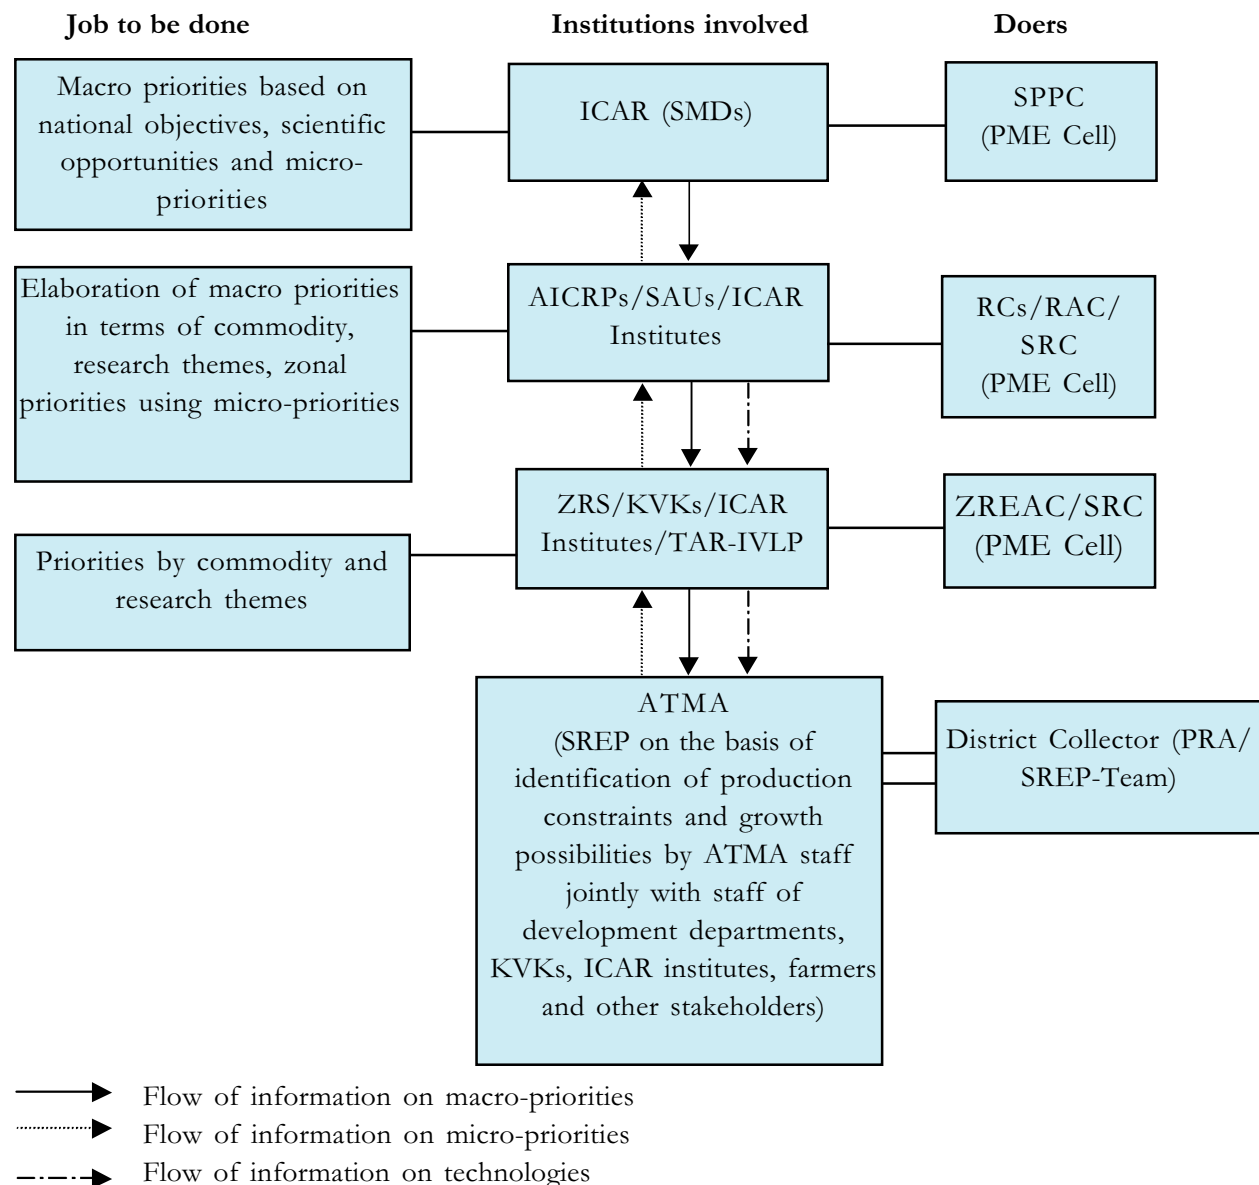 Job to be done
Institutions involved
Doers
Macro priorities based on
national objectives, scientific
opportunities and micro-
priorities
ICAR (SMDs)
SPPC
(PME Cell)
Elaboration of macro priorities
in terms of commodity,
research themes, zonal
priorities using micro-priorities
AICRPs/SAUs/ICAR
Institutes
RCs/RAC/
SRC
(PME Cell)
Priorities by commodity and
research themes
ZRS/KVKs/ICAR
Institutes/TAR-IVLP
ZREAC/SRC
(PME Cell)
ATMA
(SREP on the basis of
identification of production
constraints and growth
possibilities by ATMA staff
jointly with staff of
development departments,
KVKs, ICAR institutes, farmers
and other stakeholders)
District Collector (PRA/
SREP-Team)
Flow of information on macro-priorities
Flow of information on micro-priorities
Flow of information on technologies